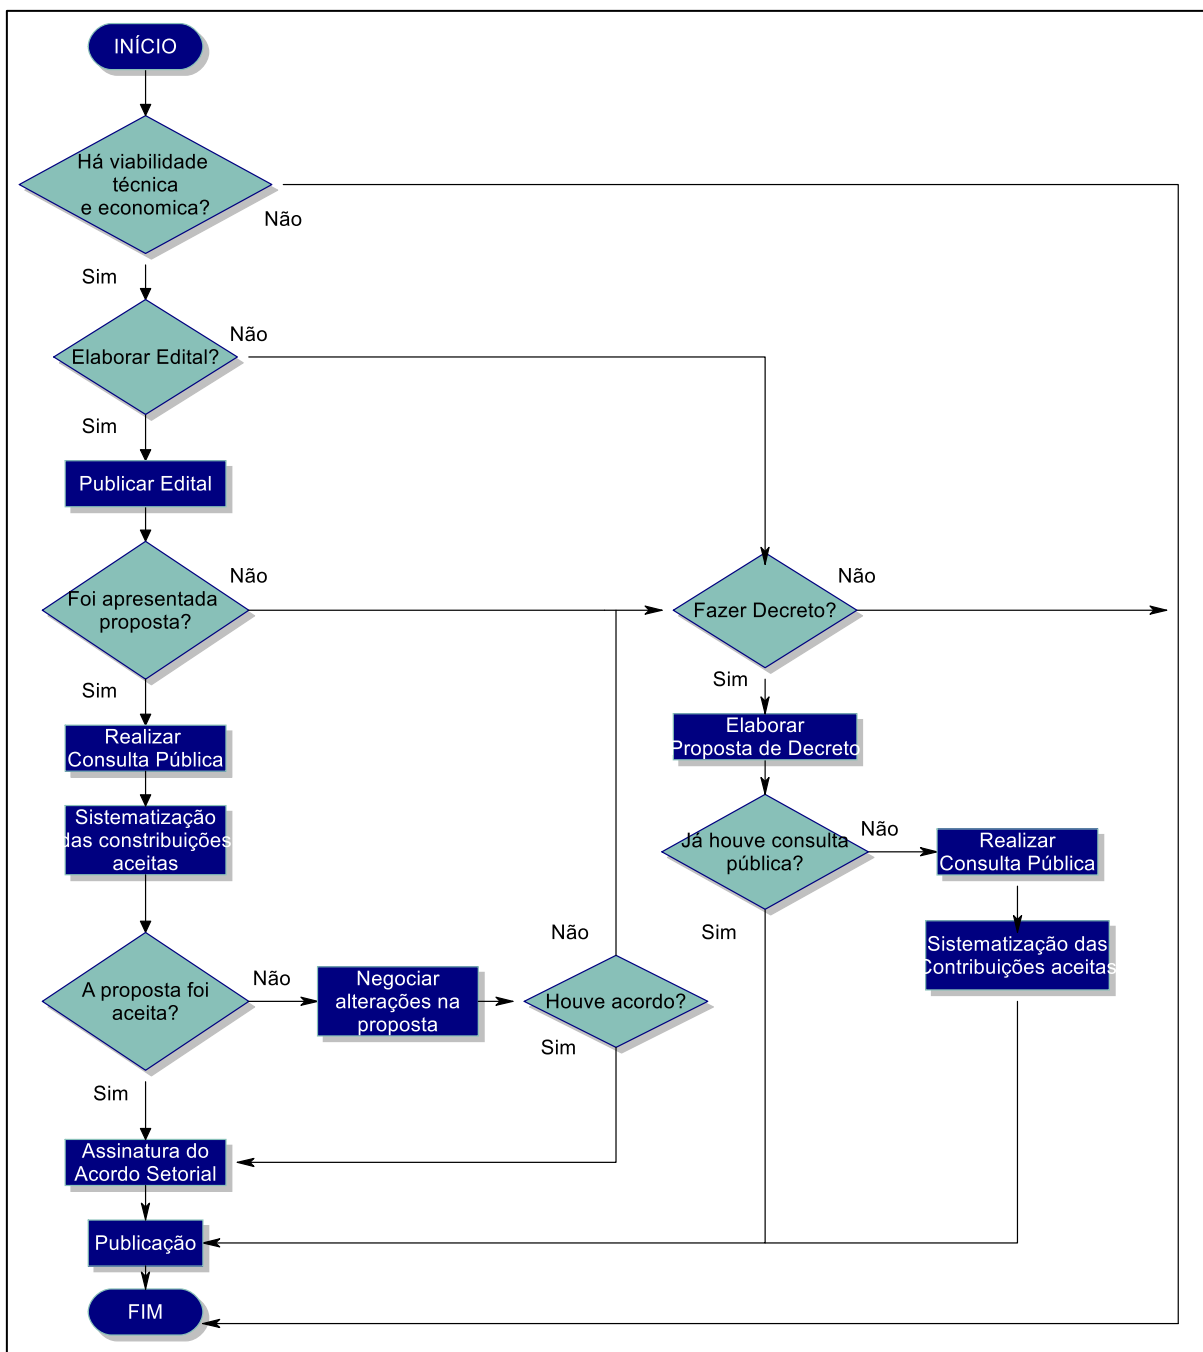 INÍCIO
Há viabilidade
técnica
e economica?
Não
Sim
Não
Elaborar Edital?
Sim
Publicar Edital
Não
Foi apresentada
proposta?
Sim
Não
Fazer Decreto?
Sim
Realizar
Consulta Pública
Elaborar
Proposta de Decreto
Sistematização
das constribuições
aceitas
Já houve consulta
pública?
Não
Realizar
Consulta Pública
Sim
Sistematização das
Contribuições aceitas
A proposta foi
aceita?
Não
Negociar
alterações na
proposta
Não
Houve acordo?
Sim
Sim
Assinatura do
Acordo Setorial
Publicação
FIM